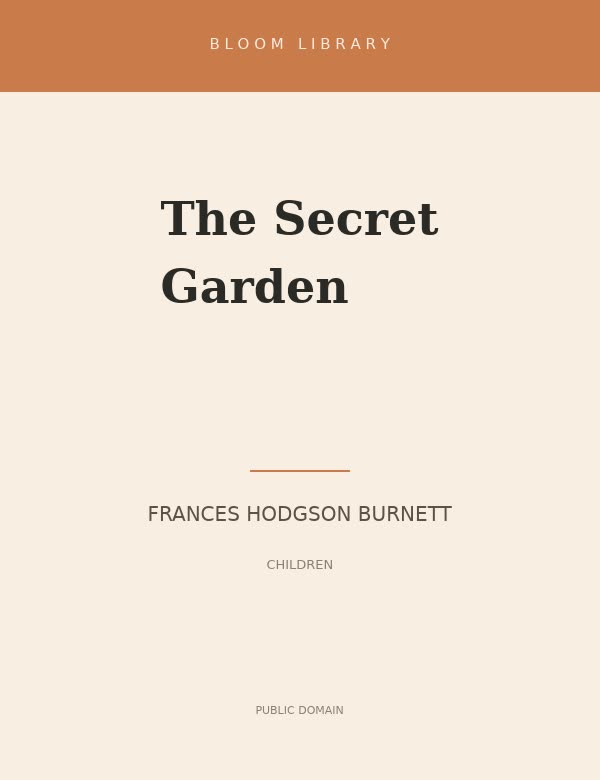 BLOOM LIBRARY
The Secret
Garden
FRANCES HODGSON BURNETT
CHILDREN
PUBLIC DOMAIN